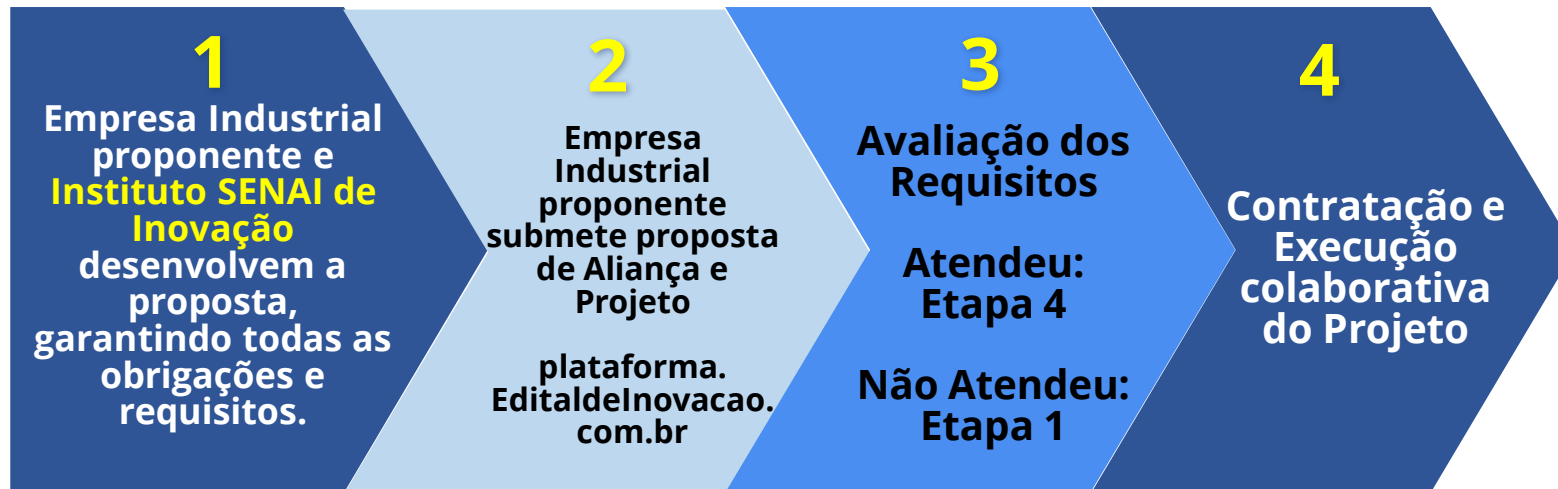 1
Empresa Industrial
proponente e
Instituto SENAI de
Inovação
desenvolvem a
proposta,
garantindo todas as
obrigações e
requisitos.
2
Empresa
Industrial
proponente
submete proposta
de Aliança e
Projeto
plataforma.
EditaldeInovacao.
com.br
3
Avaliação dos
Requisitos
Atendeu:
Etapa 4
Não Atendeu:
Etapa 1
4
Contratação e
Execução
colaborativa
do Projeto